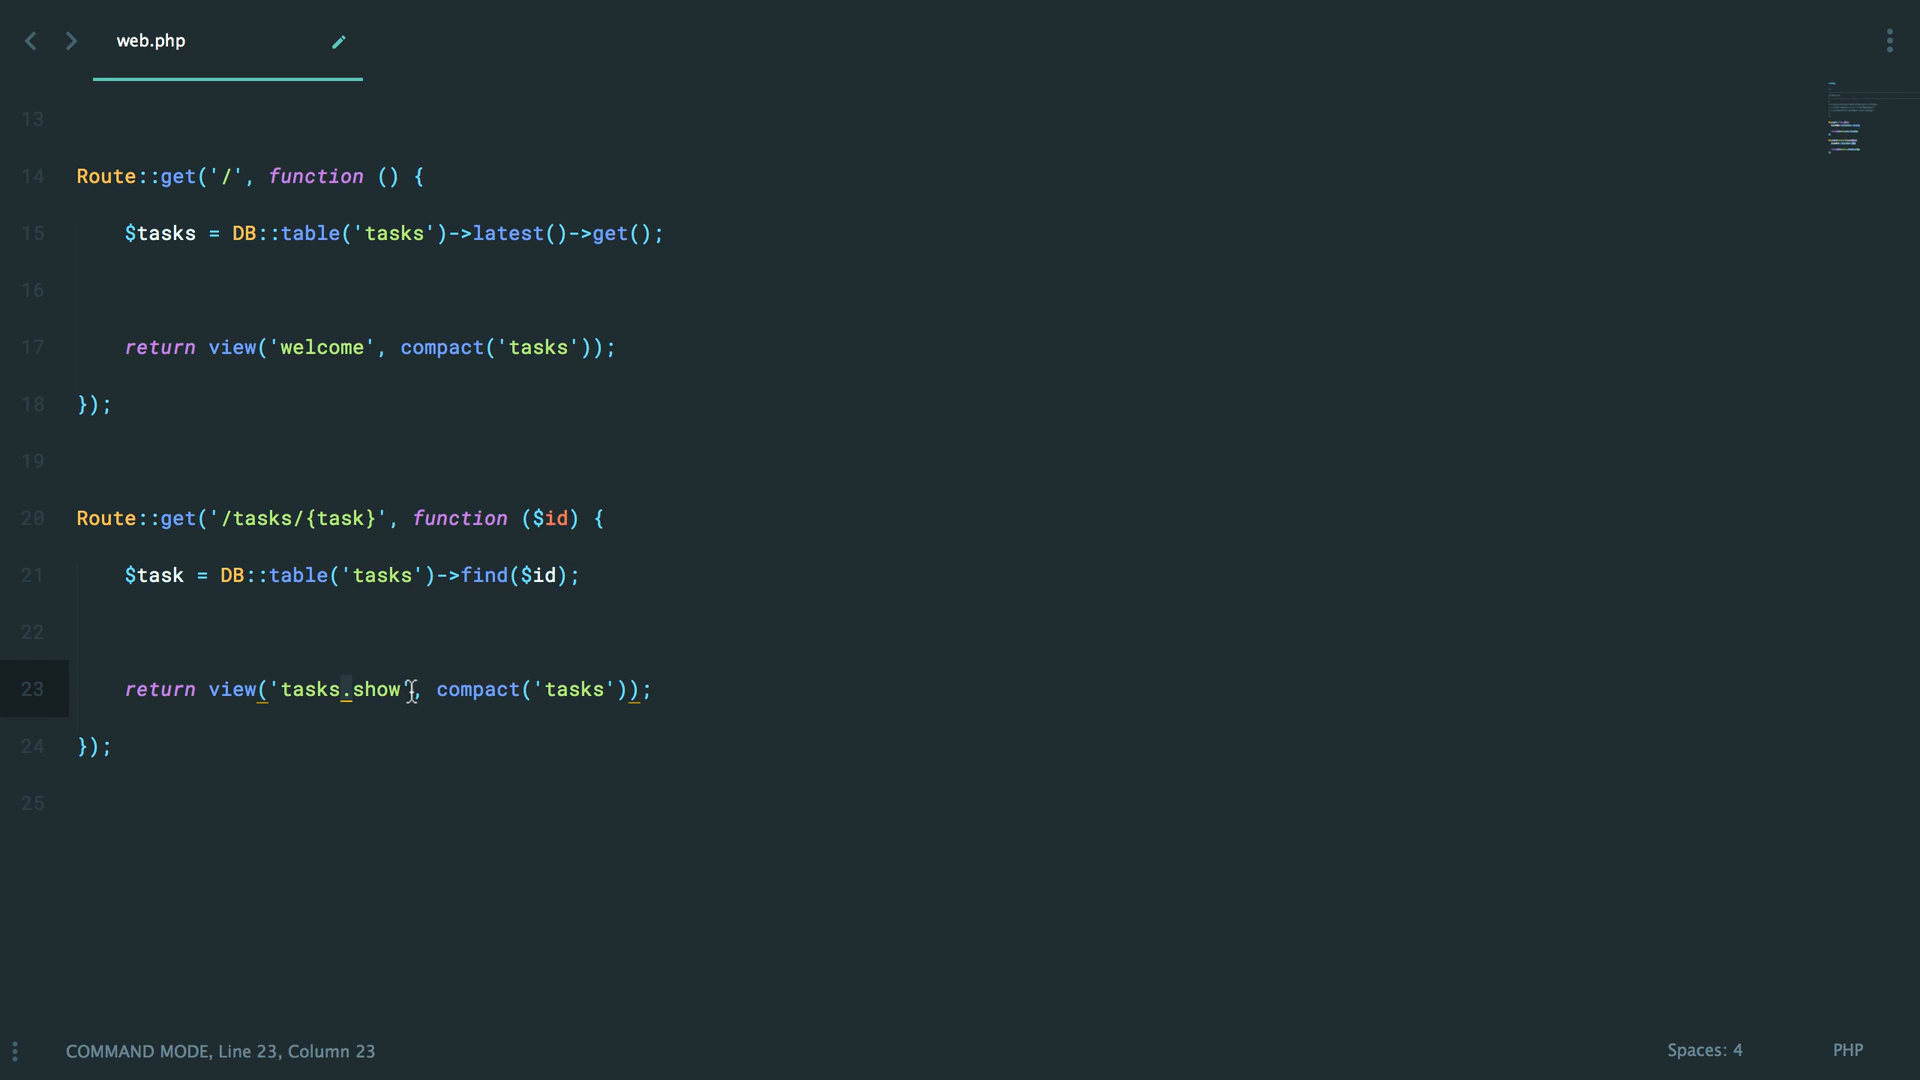 web.php
13
14 Route::get('/', function () {
15 $tasks = DB::table('tasks')->latest()->get();
16
17 return view('welcome', compact('tasks'));
18 });
19
20 Route::get('/tasks/{task}', function ($id) {
21 $task = DB::table('tasks')->find($id);
22
23 return view('tasks.show', compact('tasks'));
24 });
25
COMMAND MODE, Line 23, Column 23
Spaces: 4
PHP